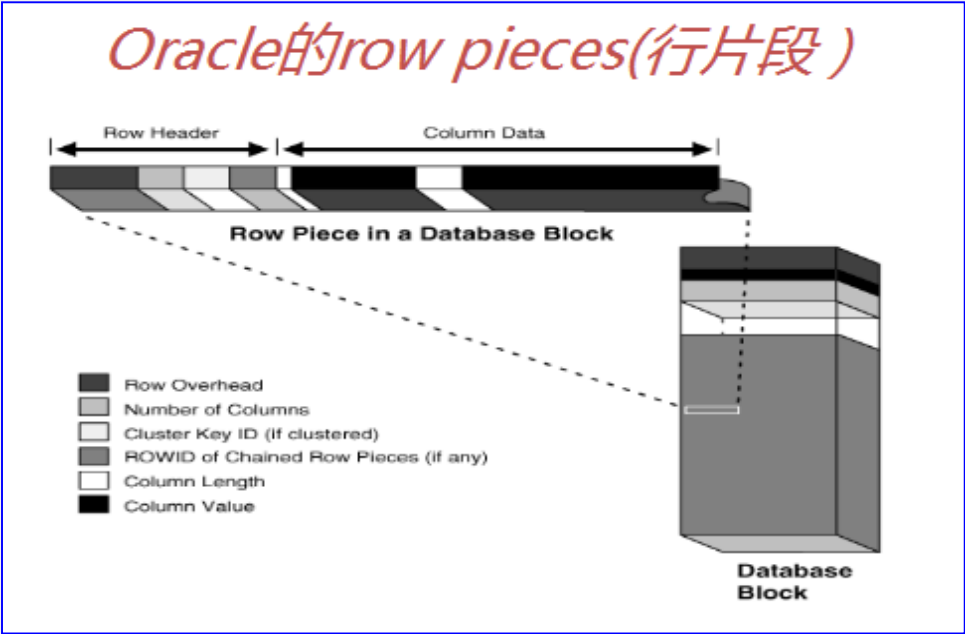 Oracle的row pieces(行片段 )
Row Header
Column Data
Row Piece in a Database Block
Row Overhead
Number of Columns
Cluster Key ID (if clustered)
ROWID of Chained Row Pieces (if any)
Column Length
Column Value
Database
Block